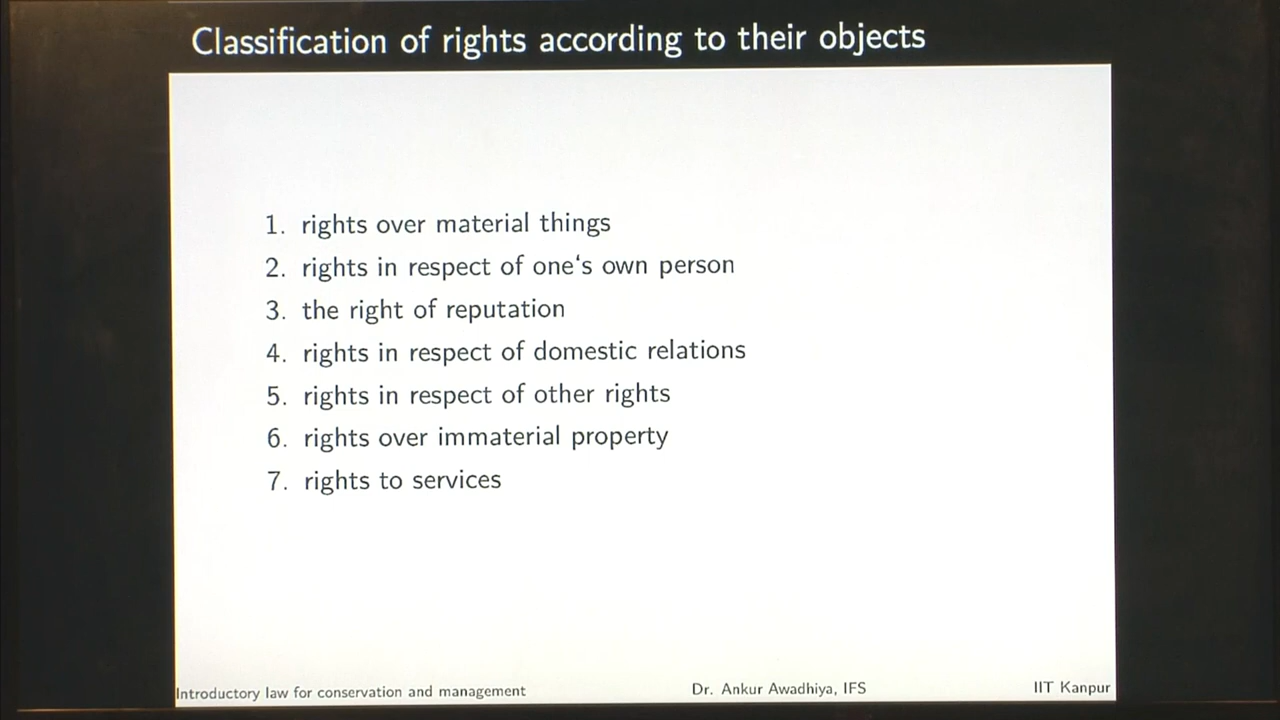 Classification of rights according to their objects
1. rights over material things
2. rights in respect of one‘s own person
3. the right of reputation
4. rights in respect of domestic relations
5. rights in respect of other rights
6. rights over immaterial property
7. rights to services
Introductory law for conservation and management Dr. Ankur Awadhiya, IFS IIT Kanpur